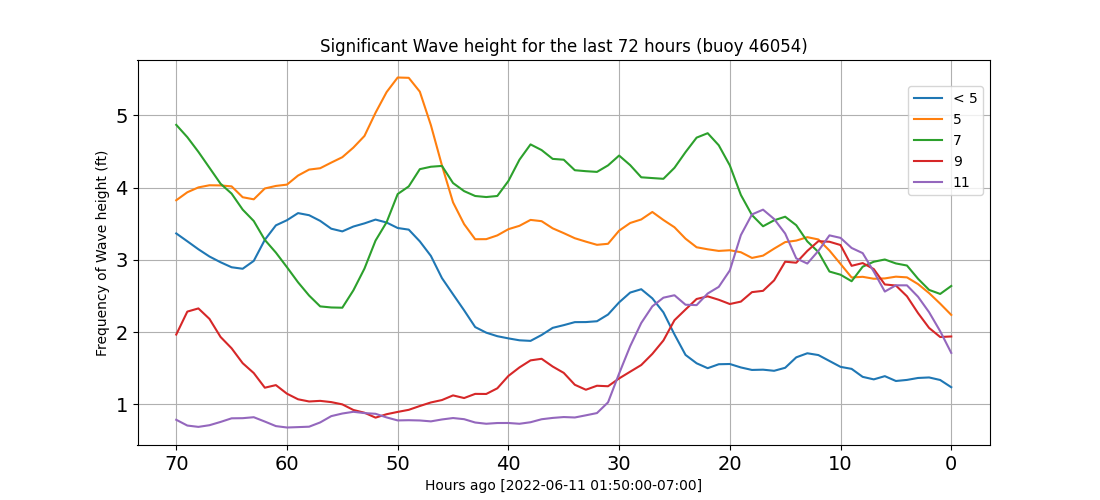 Significant Wave height for the last 72 hours (buoy 46054)
Frequency of Wave height (ft)
5
4
3
2
1
< 5
5
7
9
11
70 60 50 40 30 20 10 0
Hours ago [2022-06-11 01:50:00-07:00]